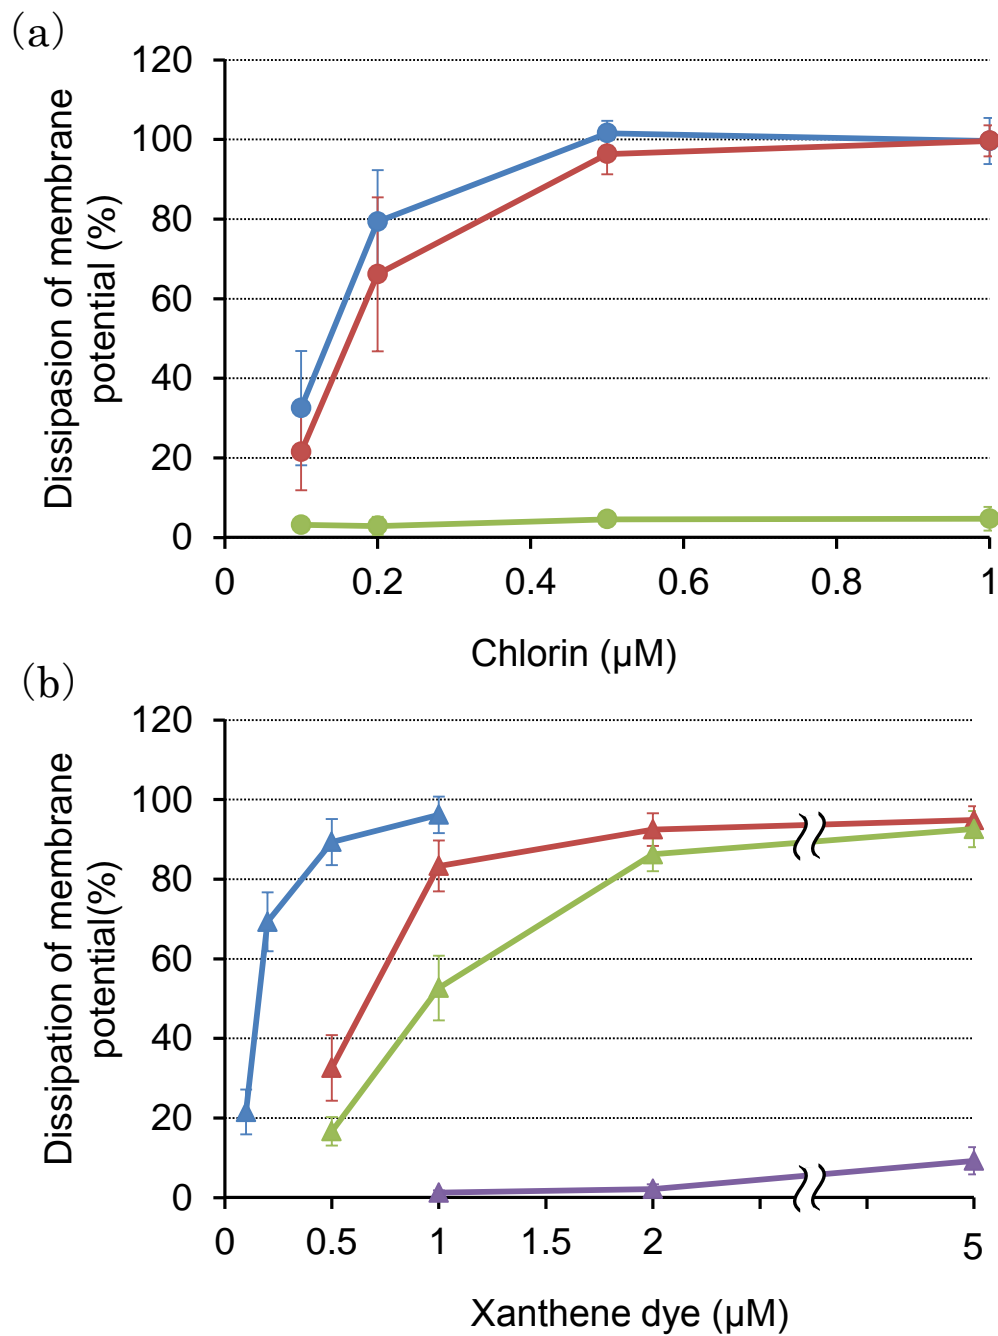 (a)
Dissipasion of membrane
potential (%)
120
100
80
60
40
20
0
0 0.2 0.4 0.6 0.8 1
Chlorin (µM)
(b)
Dissipation of membrane
potential(%)
120
100
80
60
40
20
0
0 0.5 1 1.5 2 5
Xanthene dye (µM)